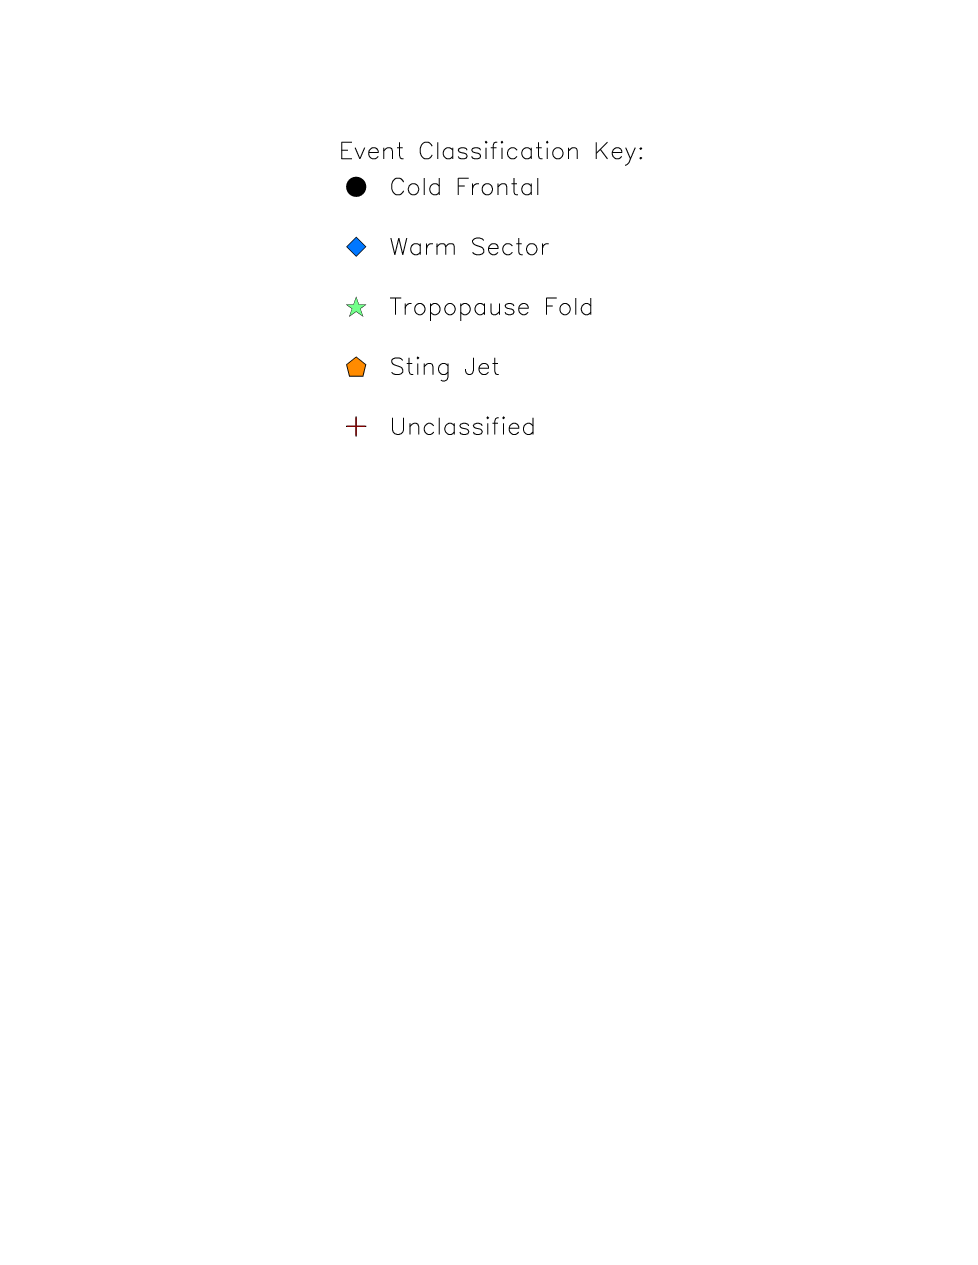 Event Classification Key:
Cold Frontal
Warm Sector
Tropopause Fold
Sting Jet
Unclassified